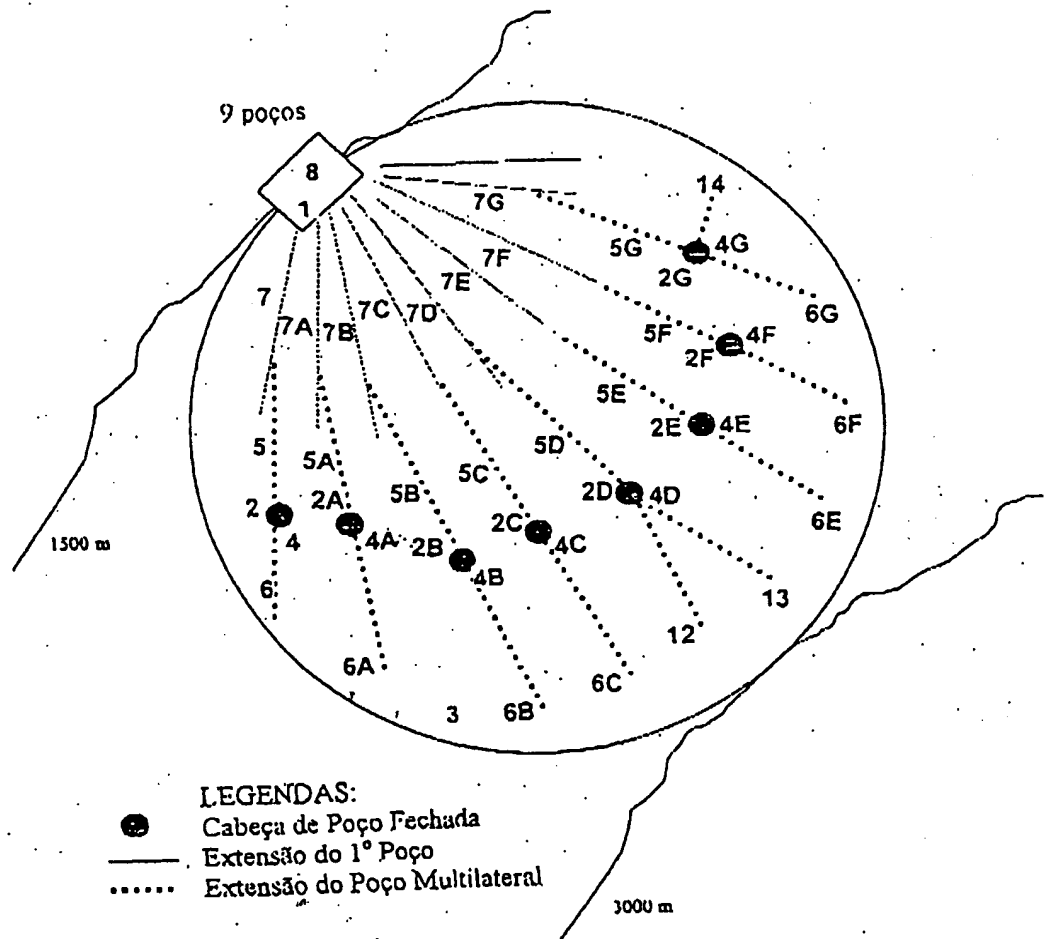 9 poços
8
1
14
7G
5G
4G
2G
6G
7F
7E
7
7A
7B
7C
7D
5F
4F
2F
6F
5E
2E
4E
6E
5
5A
5B
5C
5D
2
2A
2D
4D
2C
4
4A
2B
4C
4B
1500 m
6
13
12
6A
6C
3
6B
LEGENDAS:
Cabeça de Poço Fechada
Extensão do 1º Poço
Extensão do Poço Multilateral
3000 m